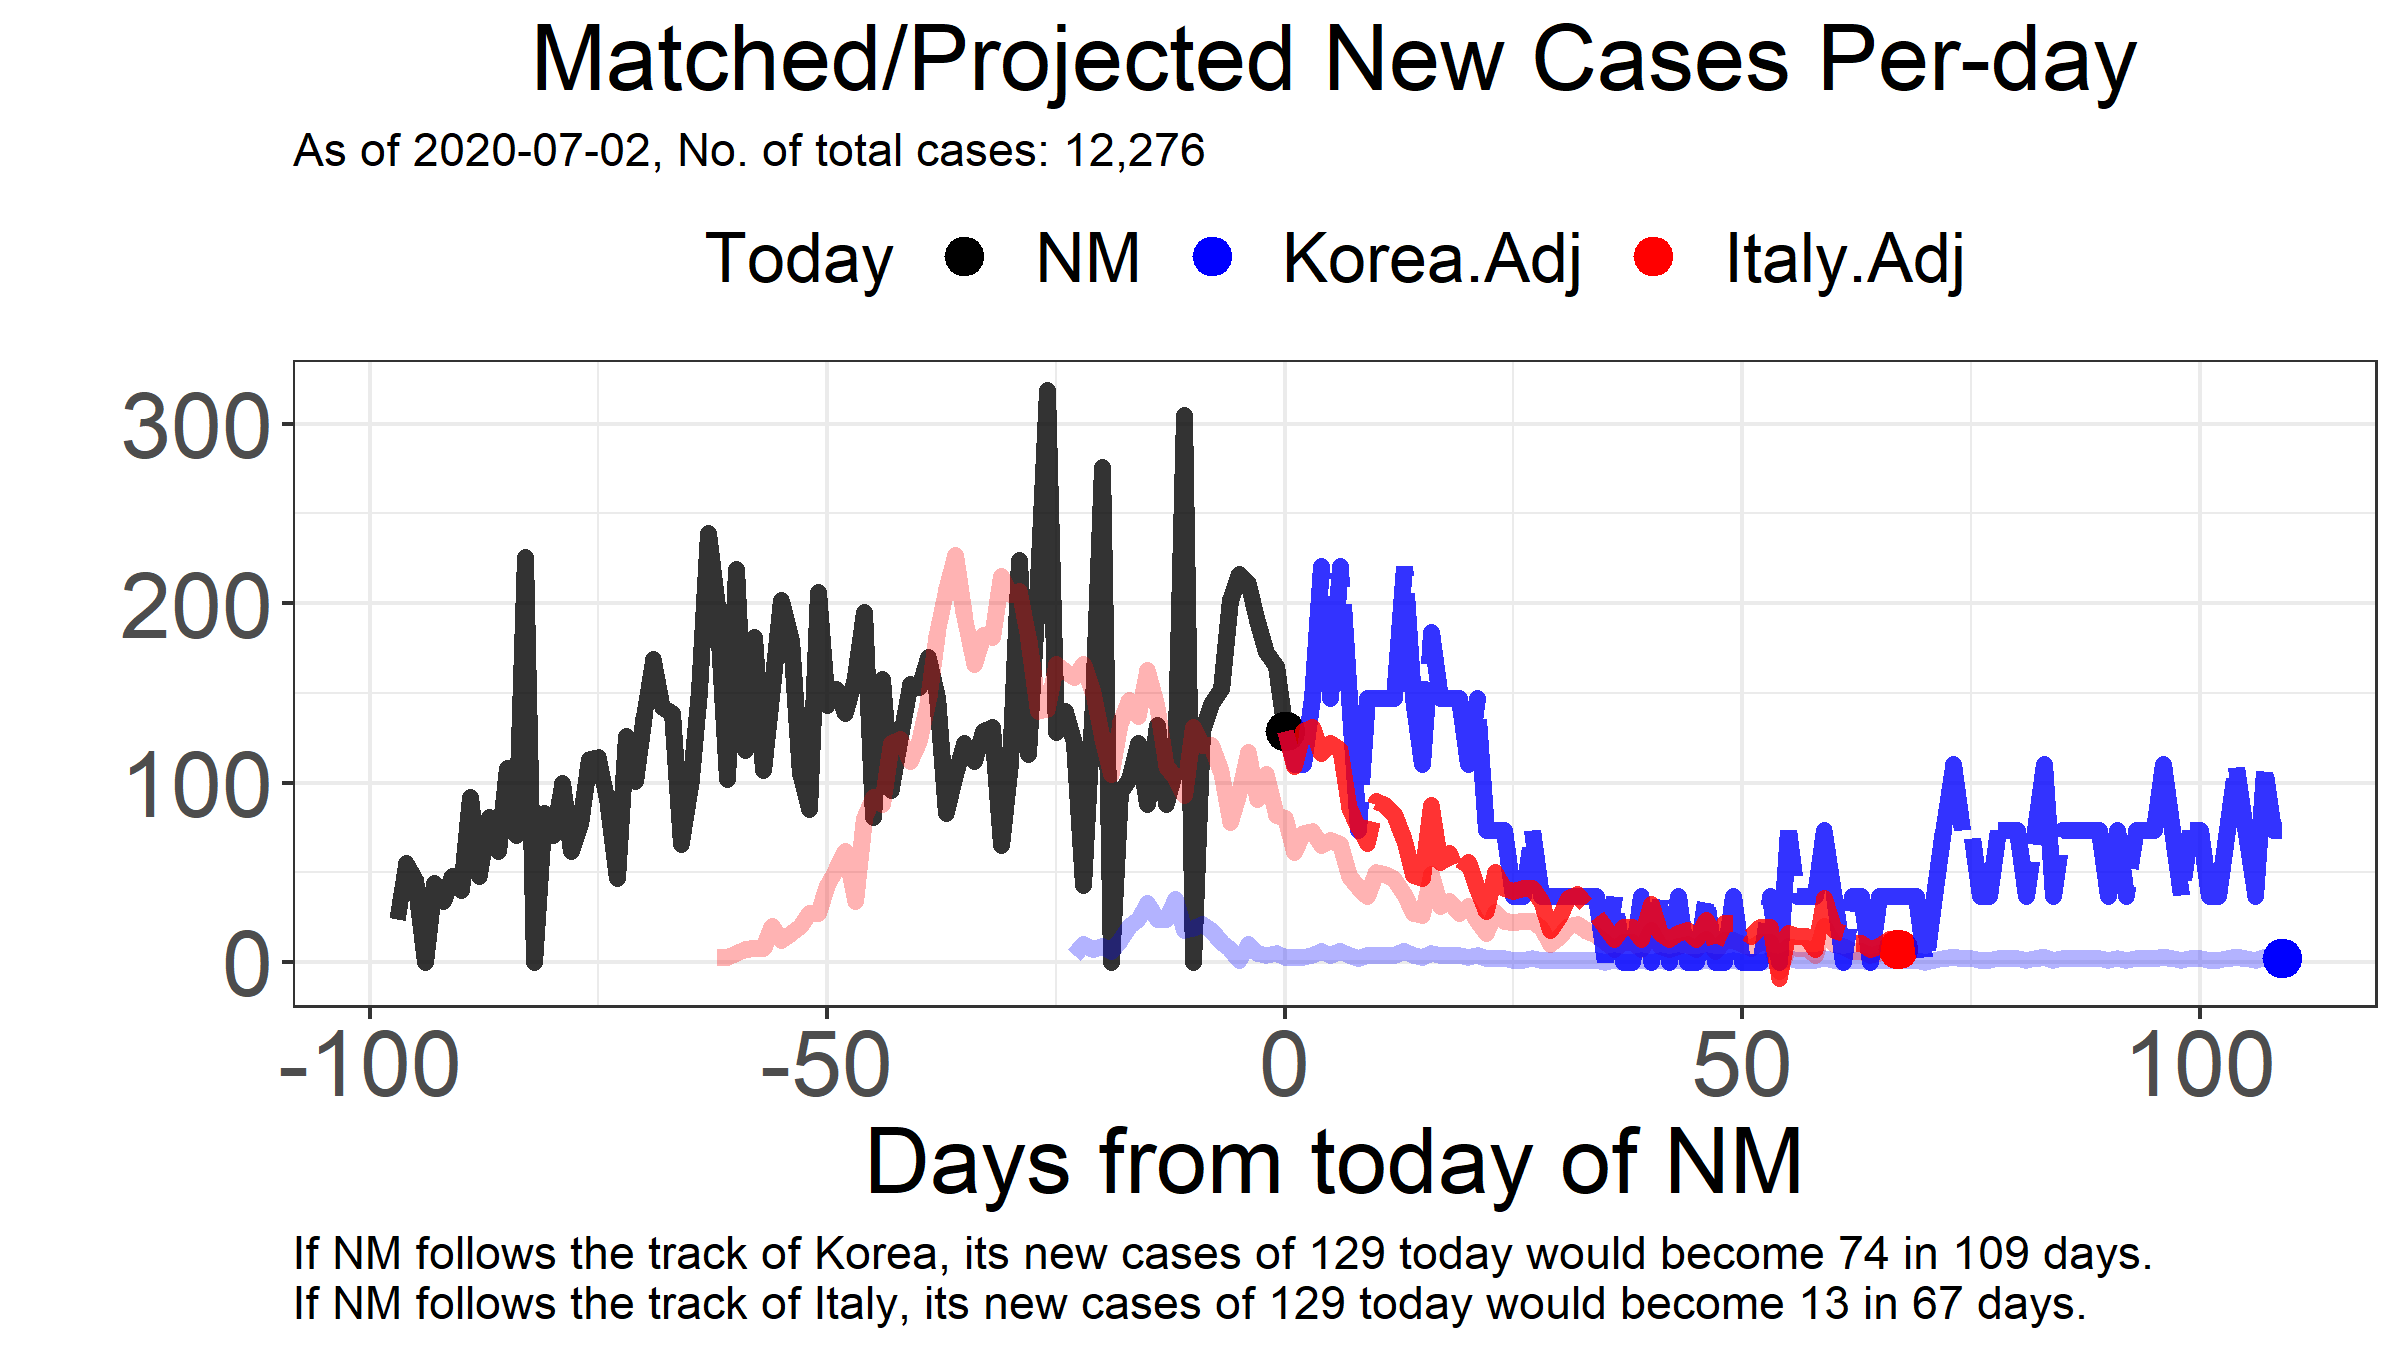 Matched/Projected New Cases Per-day
As of 2020-07-02, No. of total cases: 12,276
Today NM Korea.Adj Italy.Adj
300
200
100
0
-100 -50 0 50 100
Days from today of NM
If NM follows the track of Korea, its new cases of 129 today would become 74 in 109 days.
If NM follows the track of Italy, its new cases of 129 today would become 13 in 67 days.